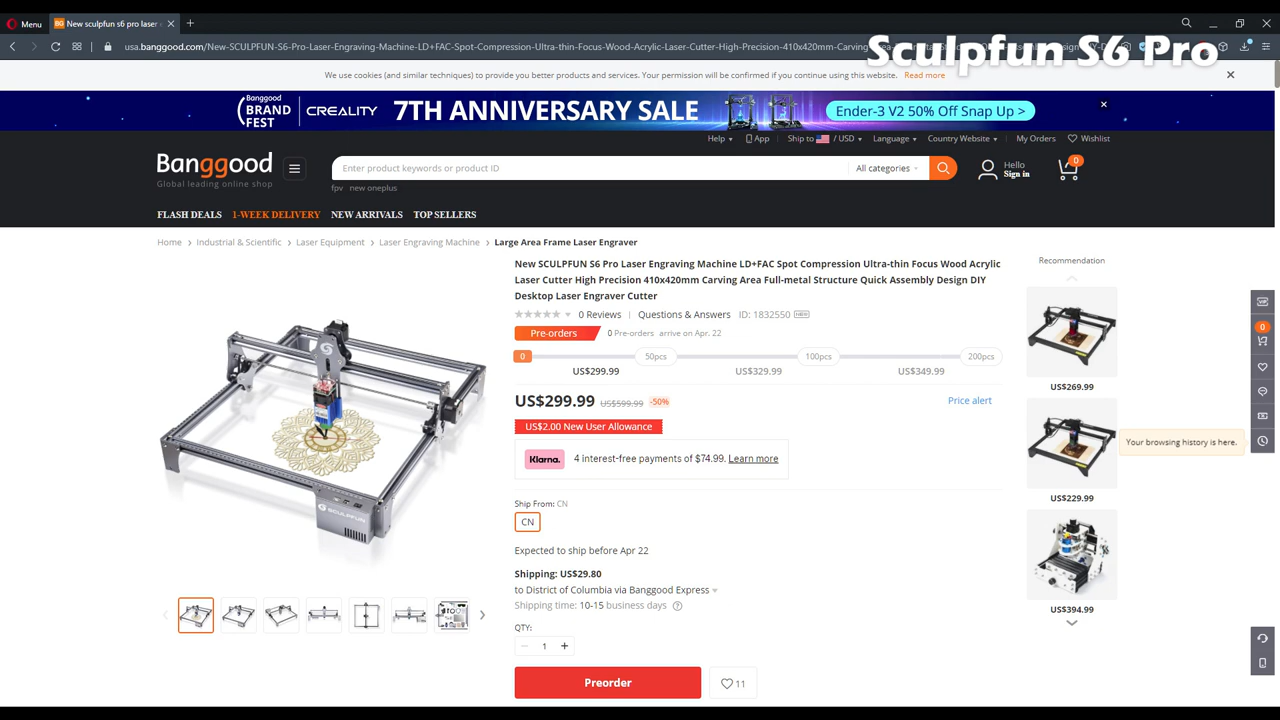 Menu
New sculpfun s6 pro laser
usa.banggood.com/New-SCULPFUN-S6-Pro-Laser-Engraving-Machine-LD+FAC-Spot-Compression-Ultra-thin-Focus-Wood-Acrylic-Laser-Cutter-High-Precision-410x420mm-Carving
Sculpfun S6 Pro
We use cookies (and similar techniques) to provide you better products and services. Your permission will be confirmed if you continue using this website. Read more
Banggood BRAND FEST CREALITY 7TH ANNIVERSARY SALE Ender-3 V2 50% Off Snap Up >
Help App Ship to / USD Language Country Website My Orders Wishlist
Banggood
Global leading online shop
Enter product keywords or product ID All categories
Hello
Sign in
0
fpv new oneplus
FLASH DEALS 1-WEEK DELIVERY NEW ARRIVALS TOP SELLERS
Home > Industrial & Scientific > Laser Equipment > Laser Engraving Machine > Large Area Frame Laser Engraver
New SCULPFUN S6 Pro Laser Engraving Machine LD+FAC Spot Compression Ultra-thin Focus Wood Acrylic
Laser Cutter High Precision 410x420mm Carving Area Full-metal Structure Quick Assembly Design DIY
Desktop Laser Engraver Cutter
0 Reviews | Questions & Answers ID: 1832550
Pre-orders 0 Pre-orders arrive on Apr. 22
0 50pcs 100pcs 200pcs
US$299.99 US$329.99 US$349.99
US$299.99 US$599.99 -50% Price alert
US$2.00 New User Allowance
Klarna. 4 interest-free payments of $74.99. Learn more
Ship From: CN
CN
Expected to ship before Apr 22
Shipping: US$29.80
to District of Columbia via Banggood Express
Shipping time: 10-15 business days ?
QTY:
1
Preorder
11
SCULPFUN
Recommendation
US$269.99
US$229.99
US$394.99
0
Your browsing history is here.